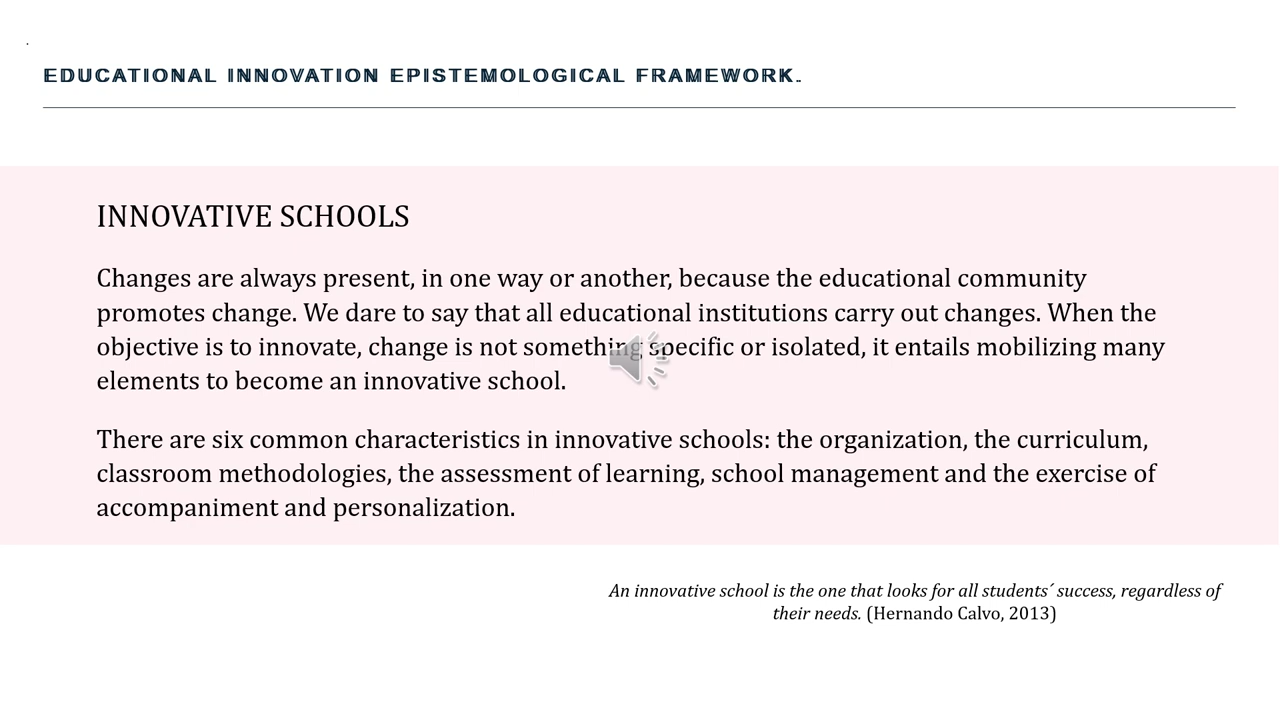 .
EDUCATIONAL INNOVATION EPISTEMOLOGICAL FRAMEWORK.
INNOVATIVE SCHOOLS
Changes are always present, in one way or another, because the educational community
promotes change. We dare to say that all educational institutions carry out changes. When the
objective is to innovate, change is not something specific or isolated, it entails mobilizing many
elements to become an innovative school.
There are six common characteristics in innovative schools: the organization, the curriculum,
classroom methodologies, the assessment of learning, school management and the exercise of
accompaniment and personalization.
An innovative school is the one that looks for all students´ success, regardless of
their needs. (Hernando Calvo, 2013)